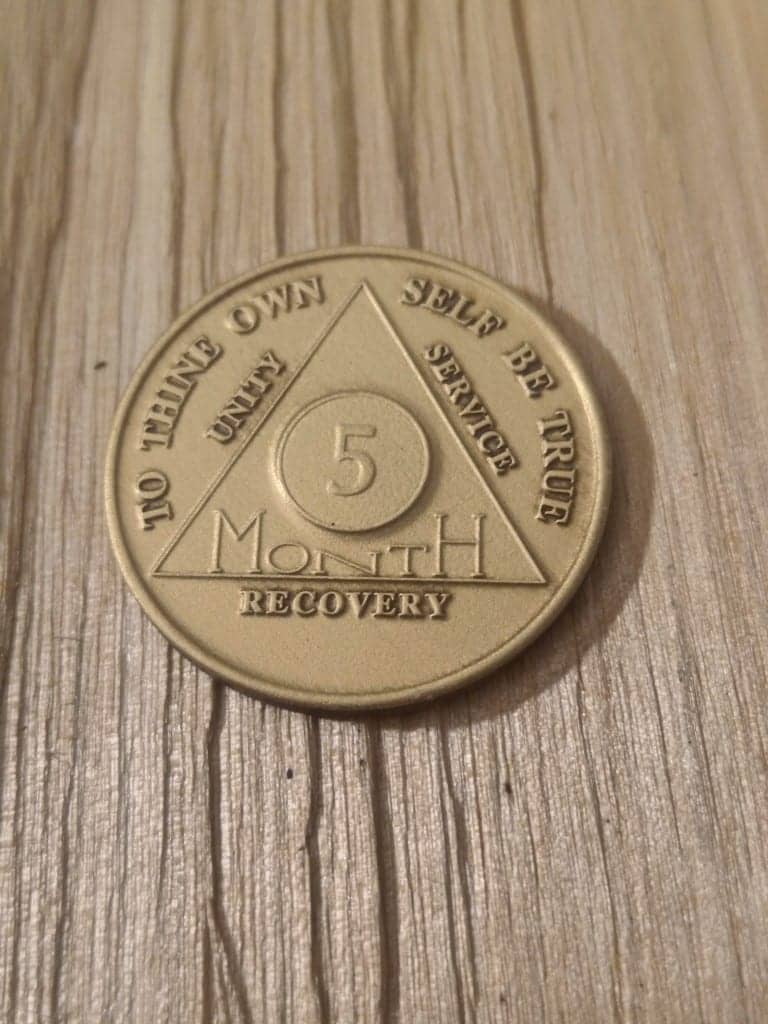 TO THINE OWN SELF BE TRUE
UNITY
SERVICE
5
MONTH
RECOVERY